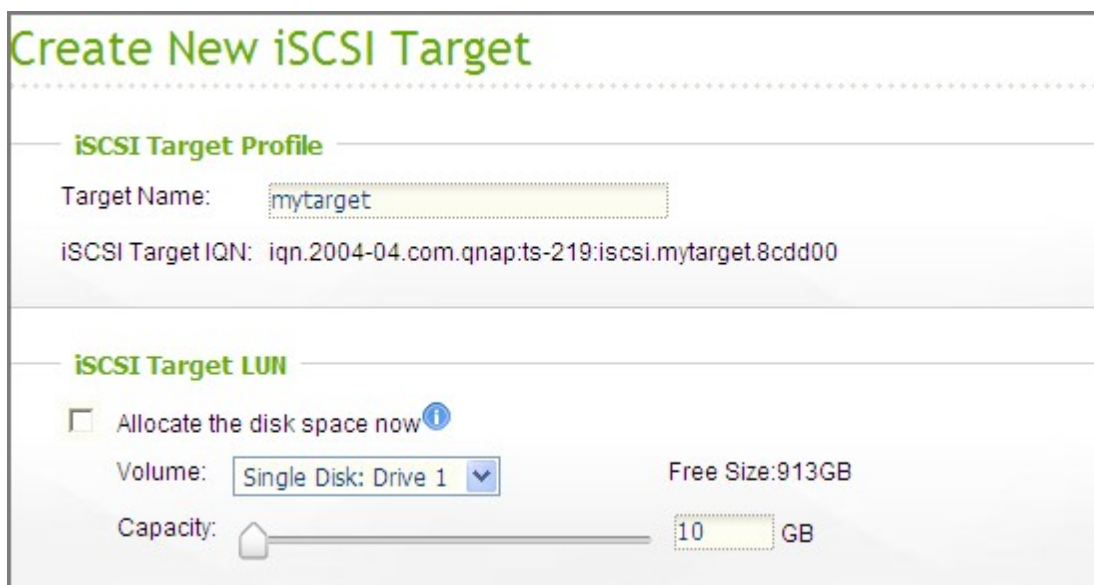 Create New iSCSI Target
iSCSI Target Profile
Target Name: mytarget
iSCSI Target IQN: iqn.2004-04.com.qnap:ts-219:iscsi.mytarget.8cdd00
iSCSI Target LUN
Allocate the disk space now
Volume: Single Disk: Drive 1 Free Size:913GB
Capacity: 10 GB